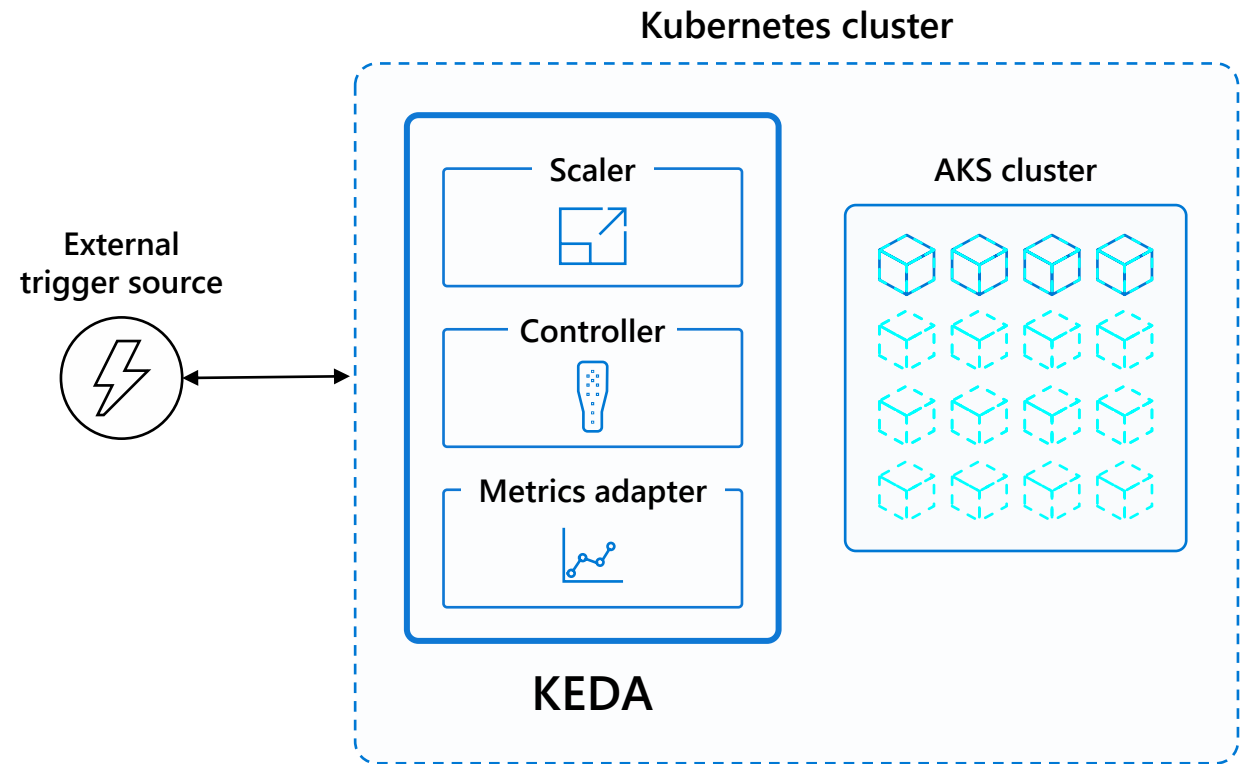 Kubernetes cluster
External
trigger source
Scaler
Controller
Metrics adapter
KEDA
AKS cluster